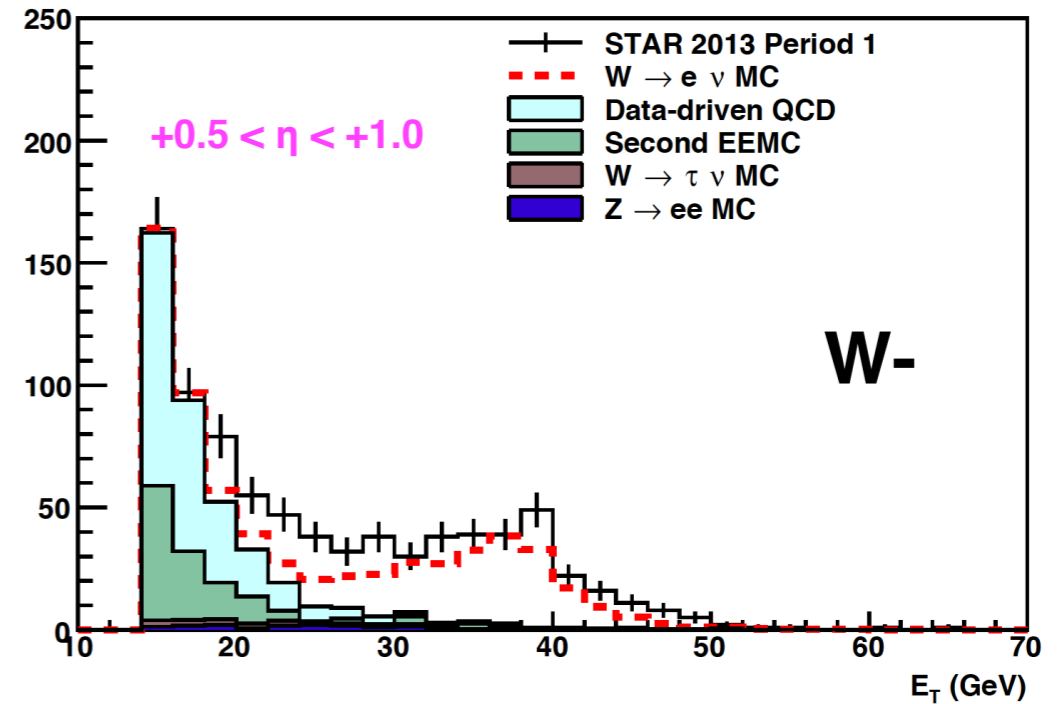 250
200
150
100
50
0
10
20
30
40
50
60
70
E_T (GeV)
+0.5 < η < +1.0
STAR 2013 Period 1
W → e ν MC
Data-driven QCD
Second EEMC
W → τ ν MC
Z → ee MC
W-